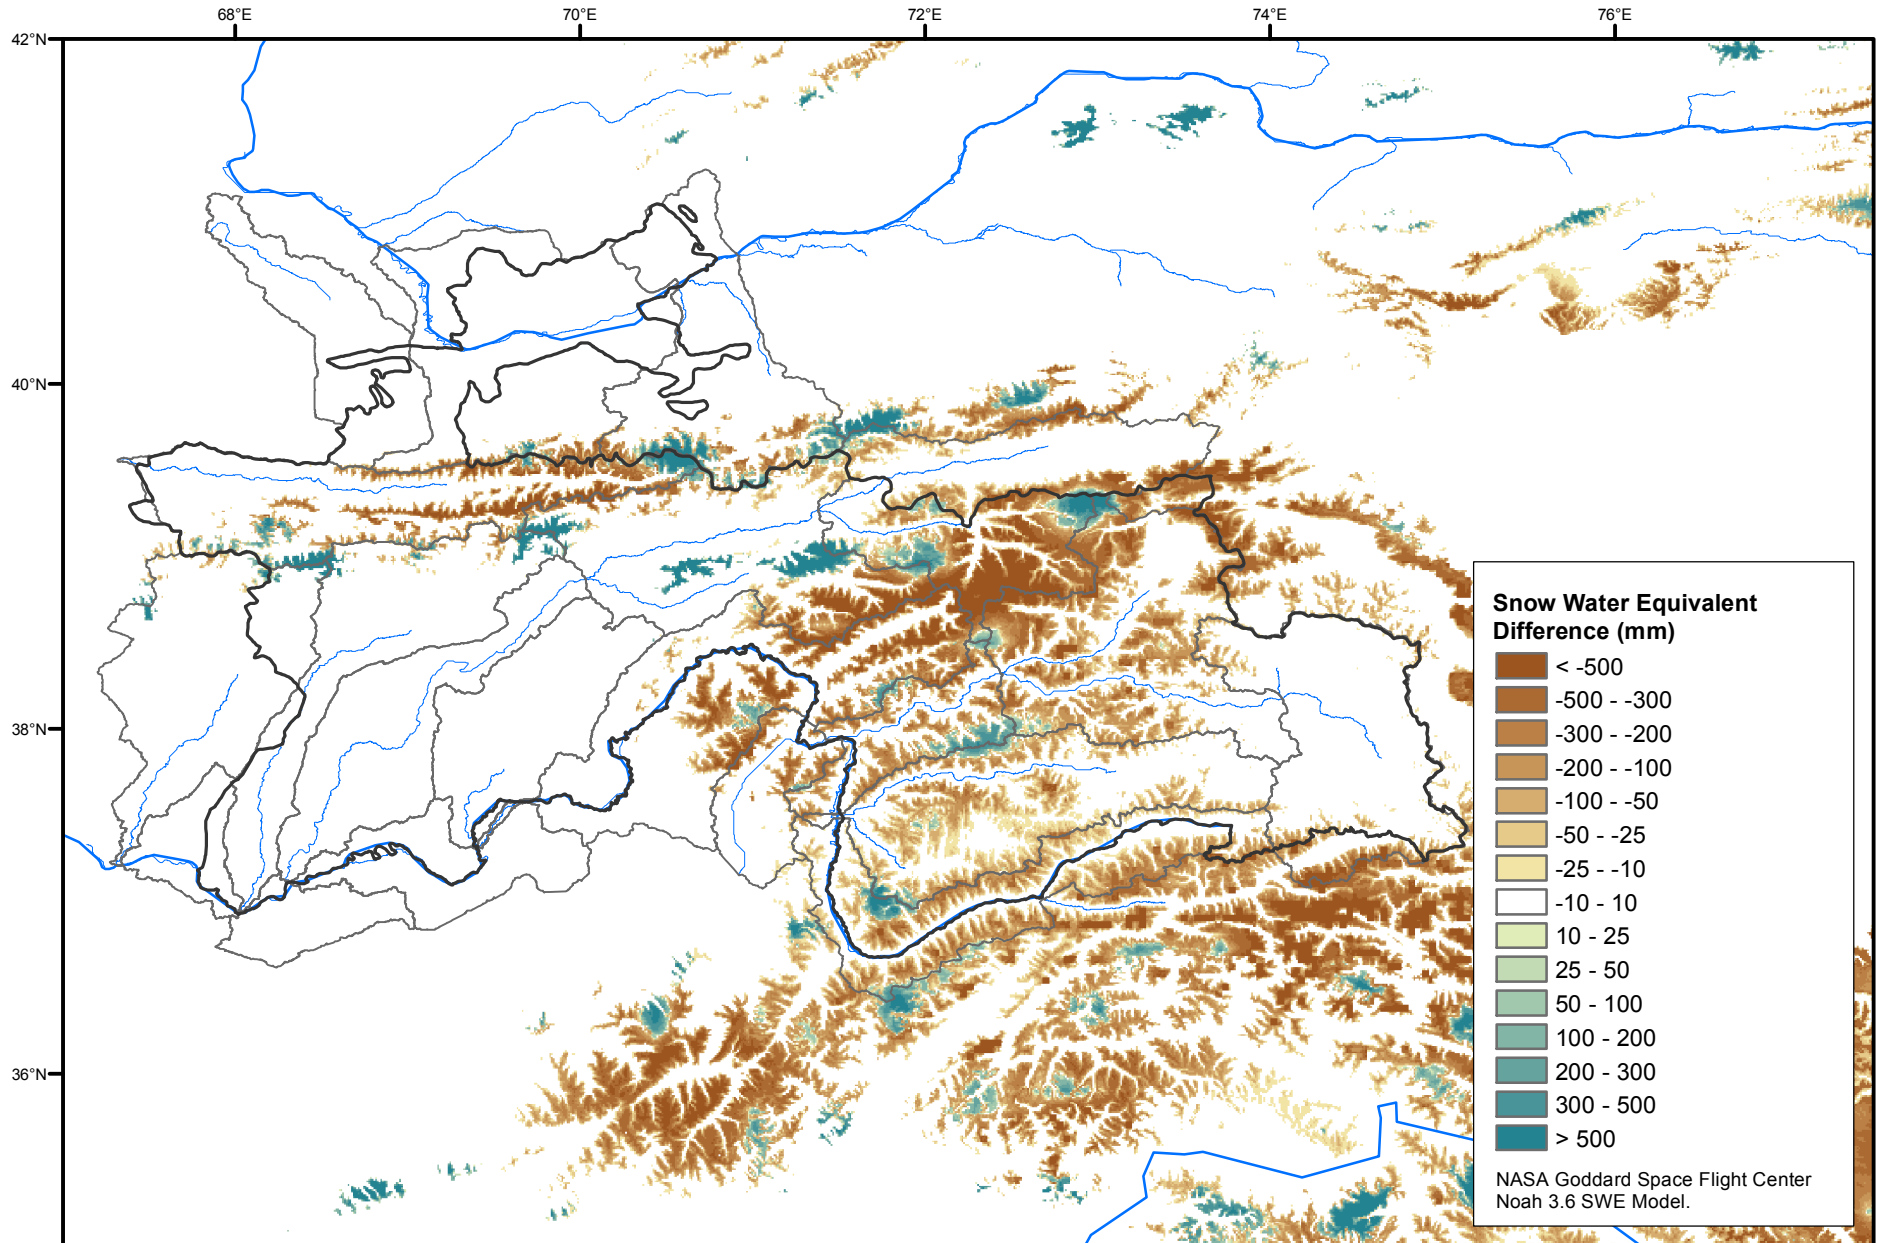 68°E 70°E 72°E 74°E 76°E
42°N
40°N
38°N
36°N
Snow Water Equivalent
Difference (mm)
< -500
-500 - -300
-300 - -200
-200 - -100
-100 - -50
-50 - -25
-25 - -10
-10 - 10
10 - 25
25 - 50
50 - 100
100 - 200
200 - 300
300 - 500
> 500
NASA Goddard Space Flight Center
Noah 3.6 SWE Model.